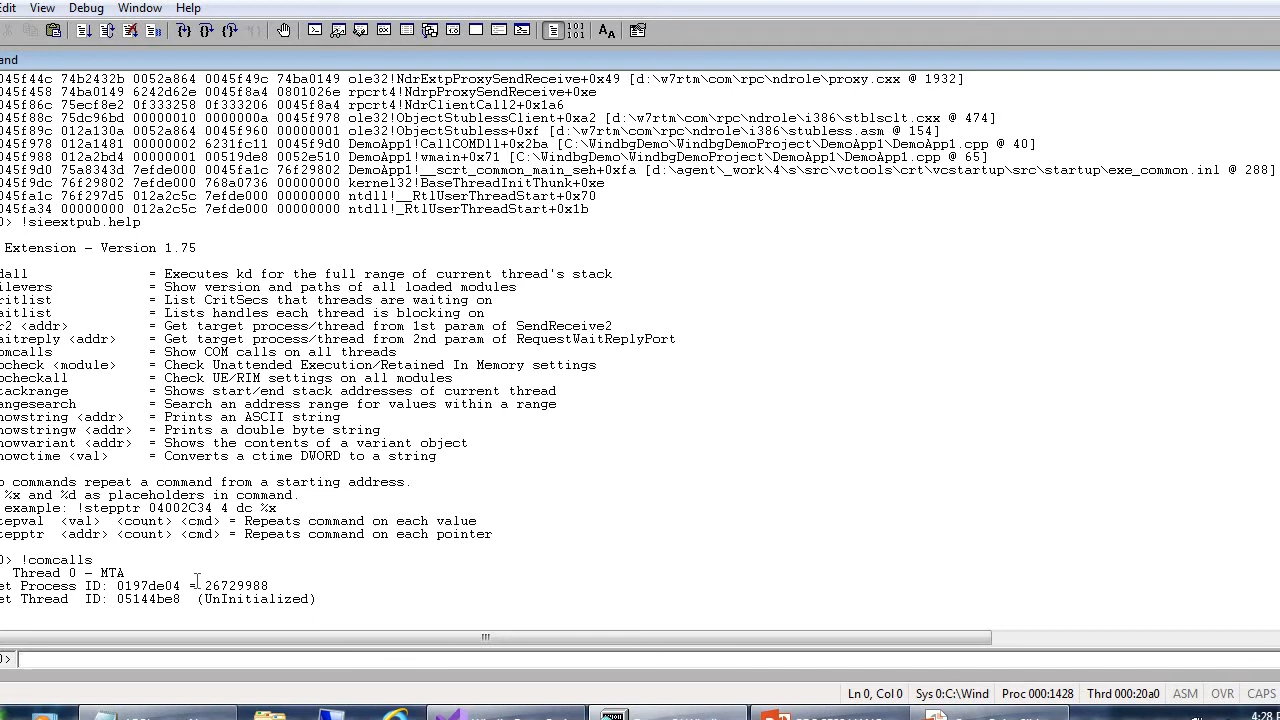 Edit View Debug Window Help
and
045f44c 74b2432b 0052a864 0045f49c 74ba0149 ole32!NdrExtpProxySendReceive+0x49 [d:\w7rtm\com\rpc\ndrole\proxy.cxx @ 1932]
045f458 74ba0149 6242d62e 0045f8a4 0801026e rpcrt4!NdrpProxySendReceive+0xe
045f86c 75ecf8e2 0f333258 0f333206 0045f8a4 rpcrt4!NdrClientCall2+0x1a6
045f88c 75dc96bd 00000010 0000000a 0045f978 ole32!ObjectStublessClient+0xa2 [d:\w7rtm\com\rpc\ndrole\i386\stblsclt.cxx @ 474]
045f89c 012a130a 0052a864 0045f960 00000001 ole32!ObjectStubless+0xf [d:\w7rtm\com\rpc\ndrole\i386\stubless.asm @ 154]
045f978 012a1481 00000002 6231fc11 0045f9d0 DemoApp1!CallCOMDll+0x2ba [C:\WindbgDemo\WindbgDemoProject\DemoApp1\DemoApp1.cpp @ 40]
045f988 012a2bd4 00000001 00519de8 0052e510 DemoApp1!wmain+0x71 [C:\WindbgDemo\WindbgDemoProject\DemoApp1\DemoApp1.cpp @ 65]
045f9d0 75a8343d 7efde000 0045fa1c 76f29802 DemoApp1!__scrt_common_main_seh+0xfa [d:\agent\_work\4\s\src\vctools\crt\vcstartup\src\startup\exe_common.inl @ 288]
045f9dc 76f29802 7efde000 768a0736 00000000 kernel32!BaseThreadInitThunk+0xe
045fa1c 76f297d5 012a2c5c 7efde000 00000000 ntdll!__RtlUserThreadStart+0x70
045fa34 00000000 012a2c5c 7efde000 00000000 ntdll!_RtlUserThreadStart+0x1b
0> !sieextpub.help
Extension - Version 1.75
dall = Executes kd for the full range of current thread's stack
ilevers = Show version and paths of all loaded modules
ritlist = List CritSecs that threads are waiting on
aitlist = Lists handles each thread is blocking on
r2 <addr> = Get target process/thread from 1st param of SendReceive2
aitreply <addr> = Get target process/thread from 2nd param of RequestWaitReplyPort
omcalls = Show COM calls on all threads
bcheck <module> = Check Unattended Execution/Retained In Memory settings
bcheckall = Check UE/RIM settings on all modules
tackrange = Shows start/end stack addresses of current thread
angesearch = Search an address range for values within a range
howstring <addr> = Prints an ASCII string
howstringw <addr> = Prints a double byte string
howvariant <addr> = Shows the contents of a variant object
howctime <val> = Converts a ctime DWORD to a string
o commands repeat a command from a starting address.
%x and %d as placeholders in command.
example: !stepptr 04002C34 4 dc %x
tepval <val> <count> <cmd> = Repeats command on each value
tepptr <addr> <count> <cmd> = Repeats command on each pointer
0> !comcalls
Thread 0 - MTA
et Process ID: 0197de04 = 26729988
et Thread ID: 05144be8 (UnInitialized)
0>
Ln 0, Col 0 Sys 0:C:\Wind Proc 000:1428 Thrd 000:20a0 ASM OVR CAPS